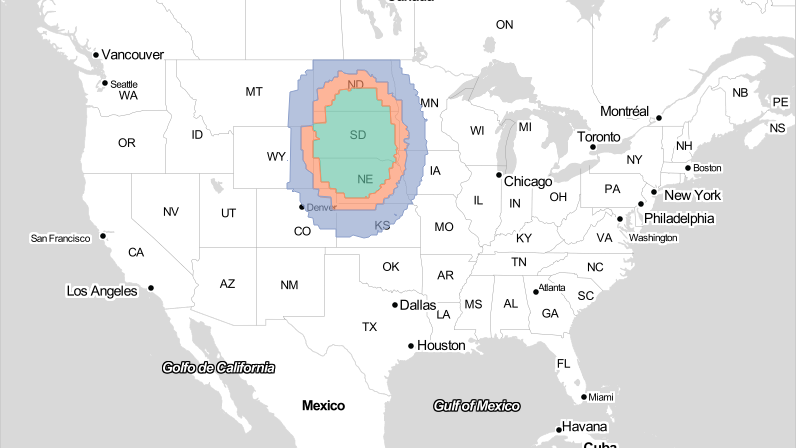 Canada
ON
Vancouver
Seattle
WA
MT
ND
MN
NB
PE
Montréal
NS
OR
ID
SD
WI
MI
Toronto
NH
WY
NY
Boston
IA
NE
Chicago
PA
New York
NV
UT
Denver
IL
IN
OH
Philadelphia
San Francisco
CO
KS
MO
KY
VA
Washington
CA
OK
TN
NC
AZ
NM
AR
Los Angeles
Atlanta
SC
Dallas
MS
AL
GA
LA
TX
Houston
FL
Golfo de California
Mexico
Gulf of Mexico
Miami
Havana
Cuba